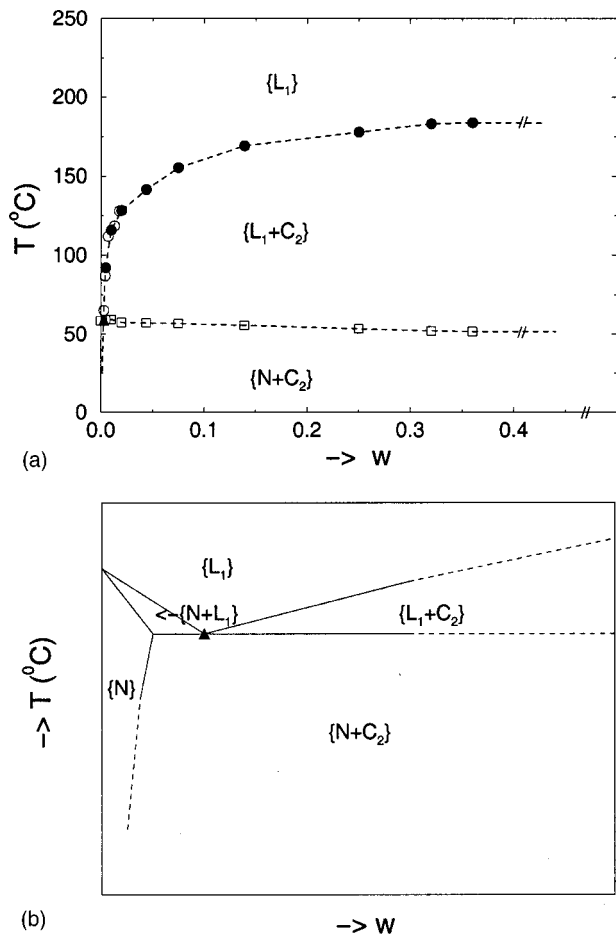 250
200
150
100
50
0
T (°C)
{L₁}
{L₁+C₂}
{N+C₂}
0.0 0.1 0.2 0.3 0.4
(a)
–> w
{L₁}
<–{N+L₁}
{L₁+C₂}
{N}
{N+C₂}
–> T (°C)
(b)
–> w